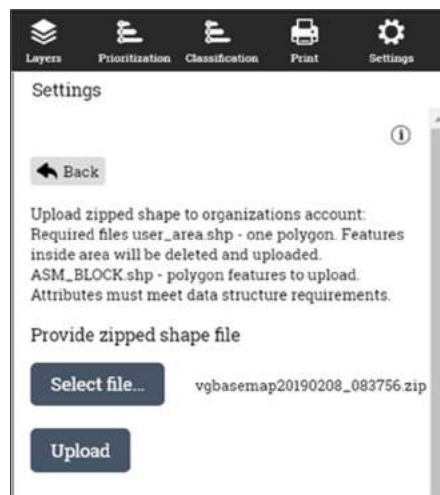 Layers Prioritization Classification Print Settings
Settings
Back
Upload zipped shape to organizations account:
Required files user_area.shp - one polygon. Features
inside area will be deleted and uploaded.
ASM_BLOCK.shp - polygon features to upload.
Attributes must meet data structure requirements.
Provide zipped shape file
Select file... vgbasemap20190208_083756.zip
Upload